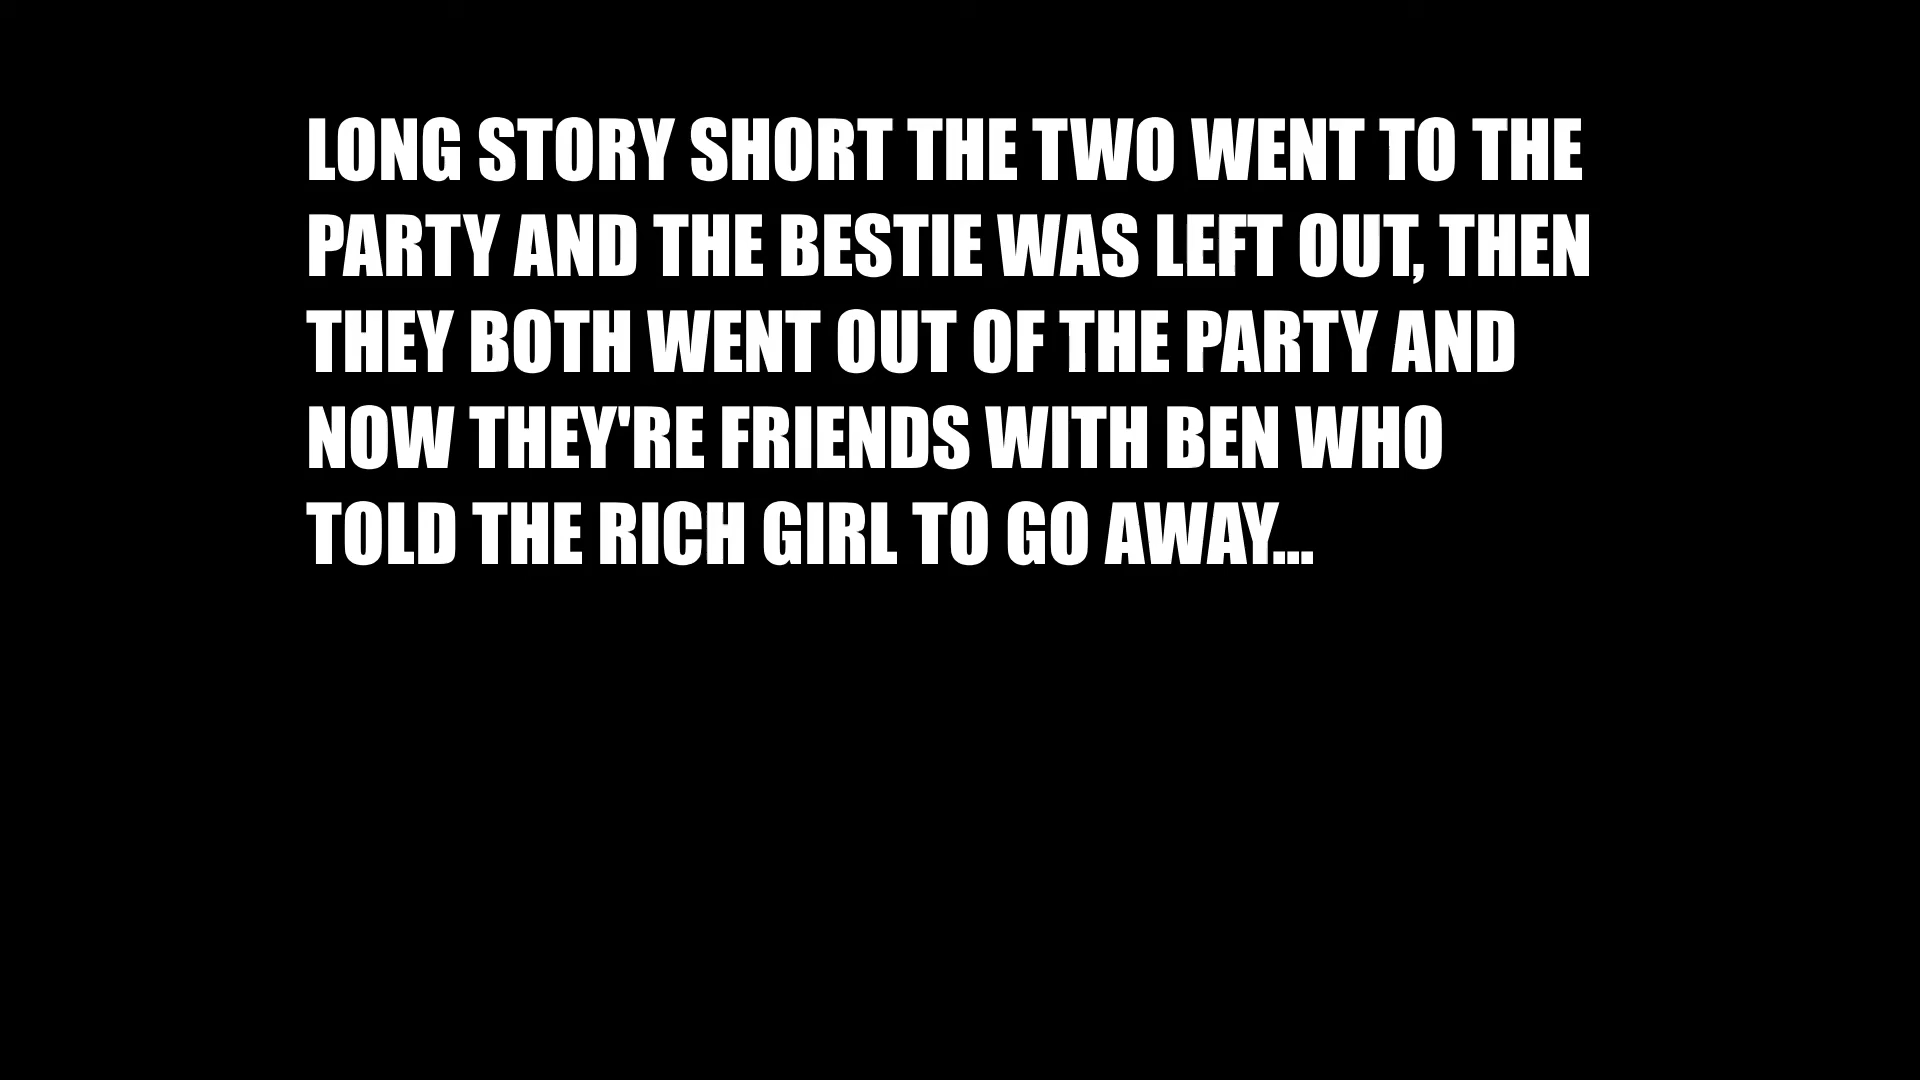 LONG STORY SHORT THE TWO WENT TO THE
PARTY AND THE BESTIE WAS LEFT OUT, THEN
THEY BOTH WENT OUT OF THE PARTY AND
NOW THEY'RE FRIENDS WITH BEN WHO
TOLD THE RICH GIRL TO GO AWAY...